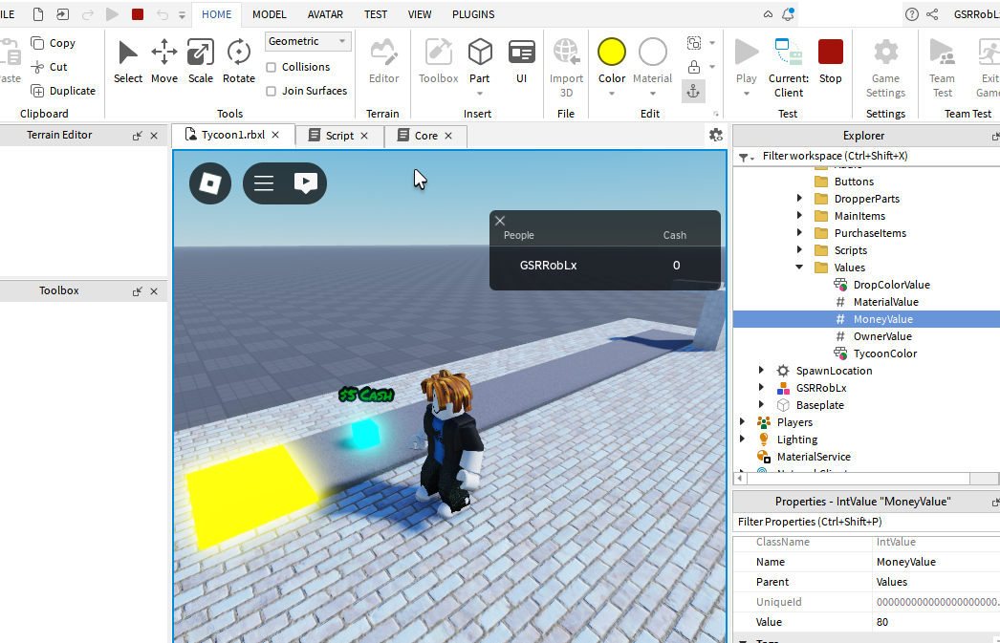 ILE
HOME
MODEL
AVATAR
TEST
VIEW
PLUGINS
GSRRobL
aste
Copy
Cut
Duplicate
Clipboard
Select
Move
Scale
Rotate
Geometric
Collisions
Join Surfaces
Tools
Editor
Terrain
Toolbox
Part
UI
Insert
Import
3D
File
Color
Material
Edit
Play
Current:
Client
Stop
Test
Game
Settings
Settings
Team
Test
Exit
Game
Team Test
Terrain Editor
Toolbox
Tycoon1.rbxl
Script
Core
People
Cash
GSRRobLx
0
$5 Cash
Explorer
Filter workspace (Ctrl+Shift+X)
Buttons
DropperParts
MainItems
PurchaseItems
Scripts
Values
DropColorValue
MaterialValue
# MoneyValue
# OwnerValue
TycoonColor
SpawnLocation
GSRRobLx
Baseplate
Players
Lighting
MaterialService
Properties - IntValue "MoneyValue"
Filter Properties (Ctrl+Shift+P)
ClassName IntValue
Name MoneyValue
Parent Values
UniqueId 00000000000000000000...
Value 80